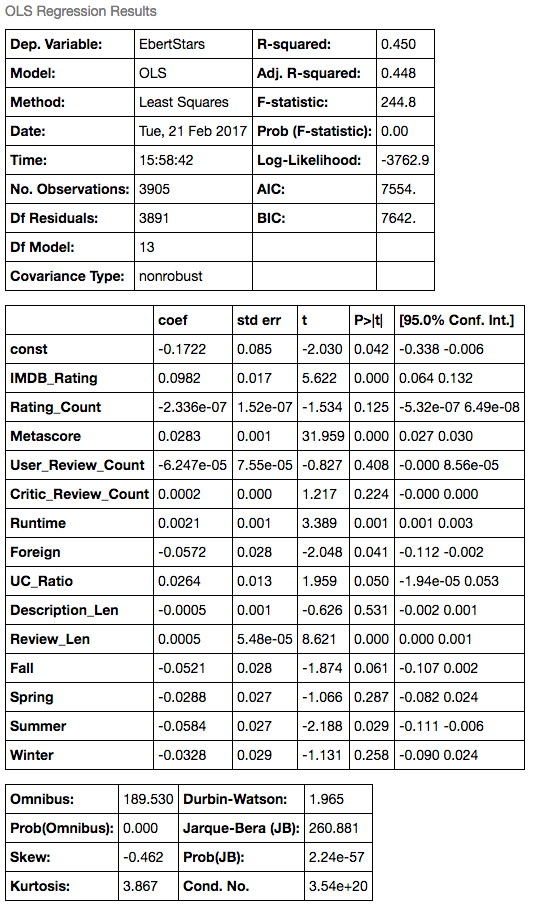 OLS Regression Results
Dep. Variable: EbertStars R-squared: 0.450
Model: OLS Adj. R-squared: 0.448
Method: Least Squares F-statistic: 244.8
Date: Tue, 21 Feb 2017 Prob (F-statistic): 0.00
Time: 15:58:42 Log-Likelihood: -3762.9
No. Observations: 3905 AIC: 7554.
Df Residuals: 3891 BIC: 7642.
Df Model: 13
Covariance Type: nonrobust
coef std err t P>|t| [95.0% Conf. Int.]
const -0.1722 0.085 -2.030 0.042 -0.338 -0.006
IMDB_Rating 0.0982 0.017 5.622 0.000 0.064 0.132
Rating_Count -2.336e-07 1.52e-07 -1.534 0.125 -5.32e-07 6.49e-08
Metascore 0.0283 0.001 31.959 0.000 0.027 0.030
User_Review_Count -6.247e-05 7.55e-05 -0.827 0.408 -0.000 8.56e-05
Critic_Review_Count 0.0002 0.000 1.217 0.224 -0.000 0.000
Runtime 0.0021 0.001 3.389 0.001 0.001 0.003
Foreign -0.0572 0.028 -2.048 0.041 -0.112 -0.002
UC_Ratio 0.0264 0.013 1.959 0.050 -1.94e-05 0.053
Description_Len -0.0005 0.001 -0.626 0.531 -0.002 0.001
Review_Len 0.0005 5.48e-05 8.621 0.000 0.000 0.001
Fall -0.0521 0.028 -1.874 0.061 -0.107 0.002
Spring -0.0288 0.027 -1.066 0.287 -0.082 0.024
Summer -0.0584 0.027 -2.188 0.029 -0.111 -0.006
Winter -0.0328 0.029 -1.131 0.258 -0.090 0.024
Omnibus: 189.530 Durbin-Watson: 1.965
Prob(Omnibus): 0.000 Jarque-Bera (JB): 260.881
Skew: -0.462 Prob(JB): 2.24e-57
Kurtosis: 3.867 Cond. No. 3.54e+20